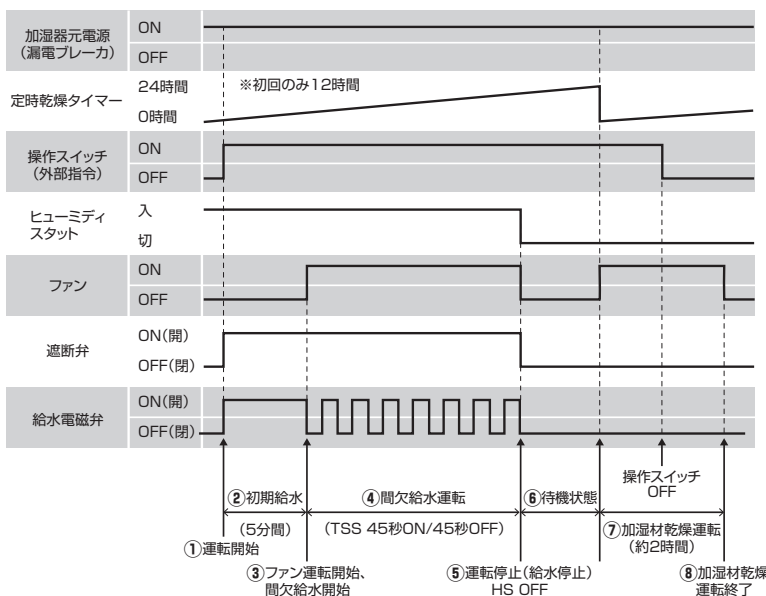 加湿器元電源
(漏電ブレーカ)
ON
OFF
定時乾燥タイマー
24時間
0時間
※初回のみ12時間
操作スイッチ
(外部指令)
ON
OFF
ヒューミディ
スタット
入
切
ファン
ON
OFF
遮断弁
ON(開)
OFF(閉)
給水電磁弁
ON(開)
OFF(閉)
操作スイッチ
OFF
②初期給水
(5分間)
④間欠給水運転
(TSS 45秒ON/45秒OFF)
⑥待機状態
⑦加湿材乾燥運転
(約2時間)
①運転開始
③ファン運転開始、
間欠給水開始
⑤運転停止(給水停止)
HS OFF
⑧加湿材乾燥
運転終了